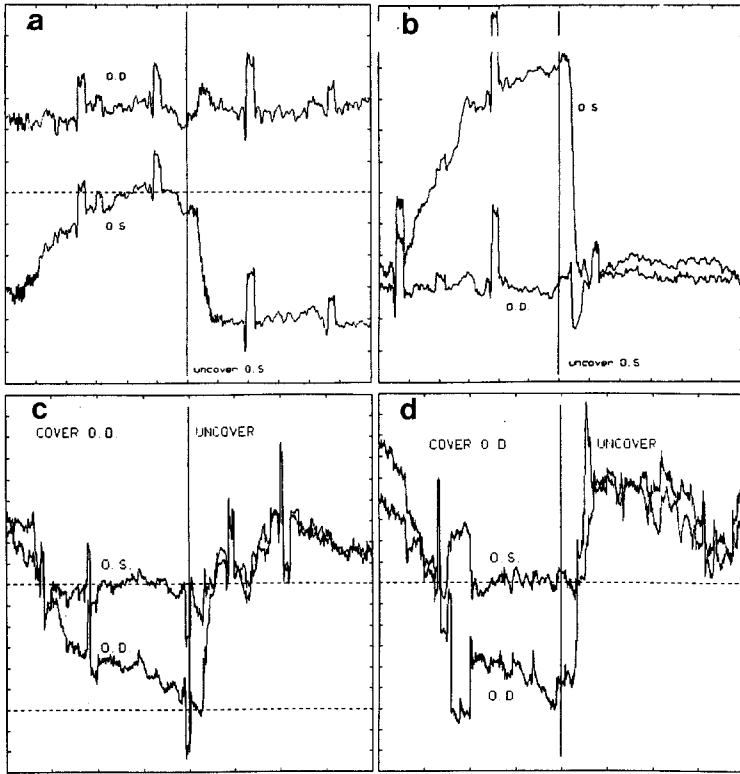 a
O.D
O.S
uncover O.S
b
O.S
O.D.
uncover O.S
c
COVER O.D.
UNCOVER
O.S.
O.D.
d
COVER O D
UNCOVER
O.S.
O.D